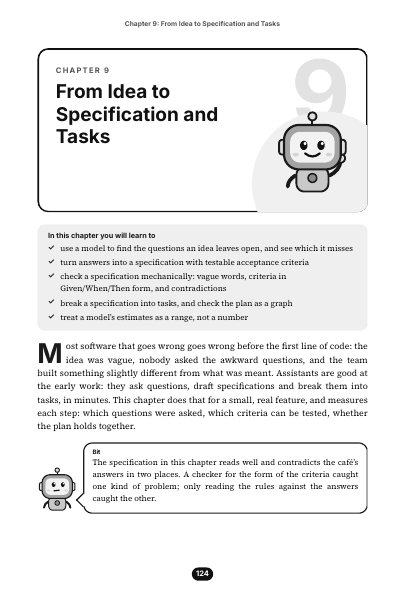 Chapter 9: From Idea to Specification and Tasks
CHAPTER 9
9
From Idea to
Specification and
Tasks
In this chapter you will learn to
✓ use a model to find the questions an idea leaves open, and see which it misses
✓ turn answers into a specification with testable acceptance criteria
✓ check a specification mechanically: vague words, criteria in
Given/When/Then form, and contradictions
✓ break a specification into tasks, and check the plan as a graph
✓ treat a model's estimates as a range, not a number
Most software that goes wrong goes wrong before the first line of code: the
idea was vague, nobody asked the awkward questions, and the team
built something slightly different from what was meant. Assistants are good at
the early work: they ask questions, draft specifications and break them into
tasks, in minutes. This chapter does that for a small, real feature, and measures
each step: which questions were asked, which criteria can be tested, whether
the plan holds together.
Bit
The specification in this chapter reads well and contradicts the café's
answers in two places. A checker for the form of the criteria caught
one kind of problem; only reading the rules against the answers
caught the other.
124